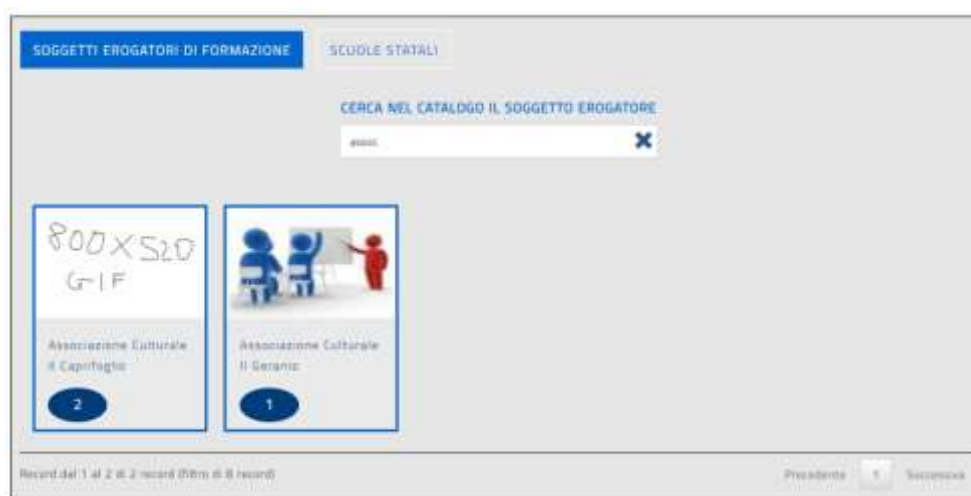 SOGGETTI EROGATORI DI FORMAZIONE
SCUOLE STATALI
CERCA NEL CATALOGO IL SOGGETTO EROGATORE
assoc
800X520
GIF
Associazione Culturale
Il Caprifoglio
2
Associazione Culturale
Il Geranio
1
Record dal 1 al 2 di 2 record (filtro di 8 record)
Precedente 1 Successiva